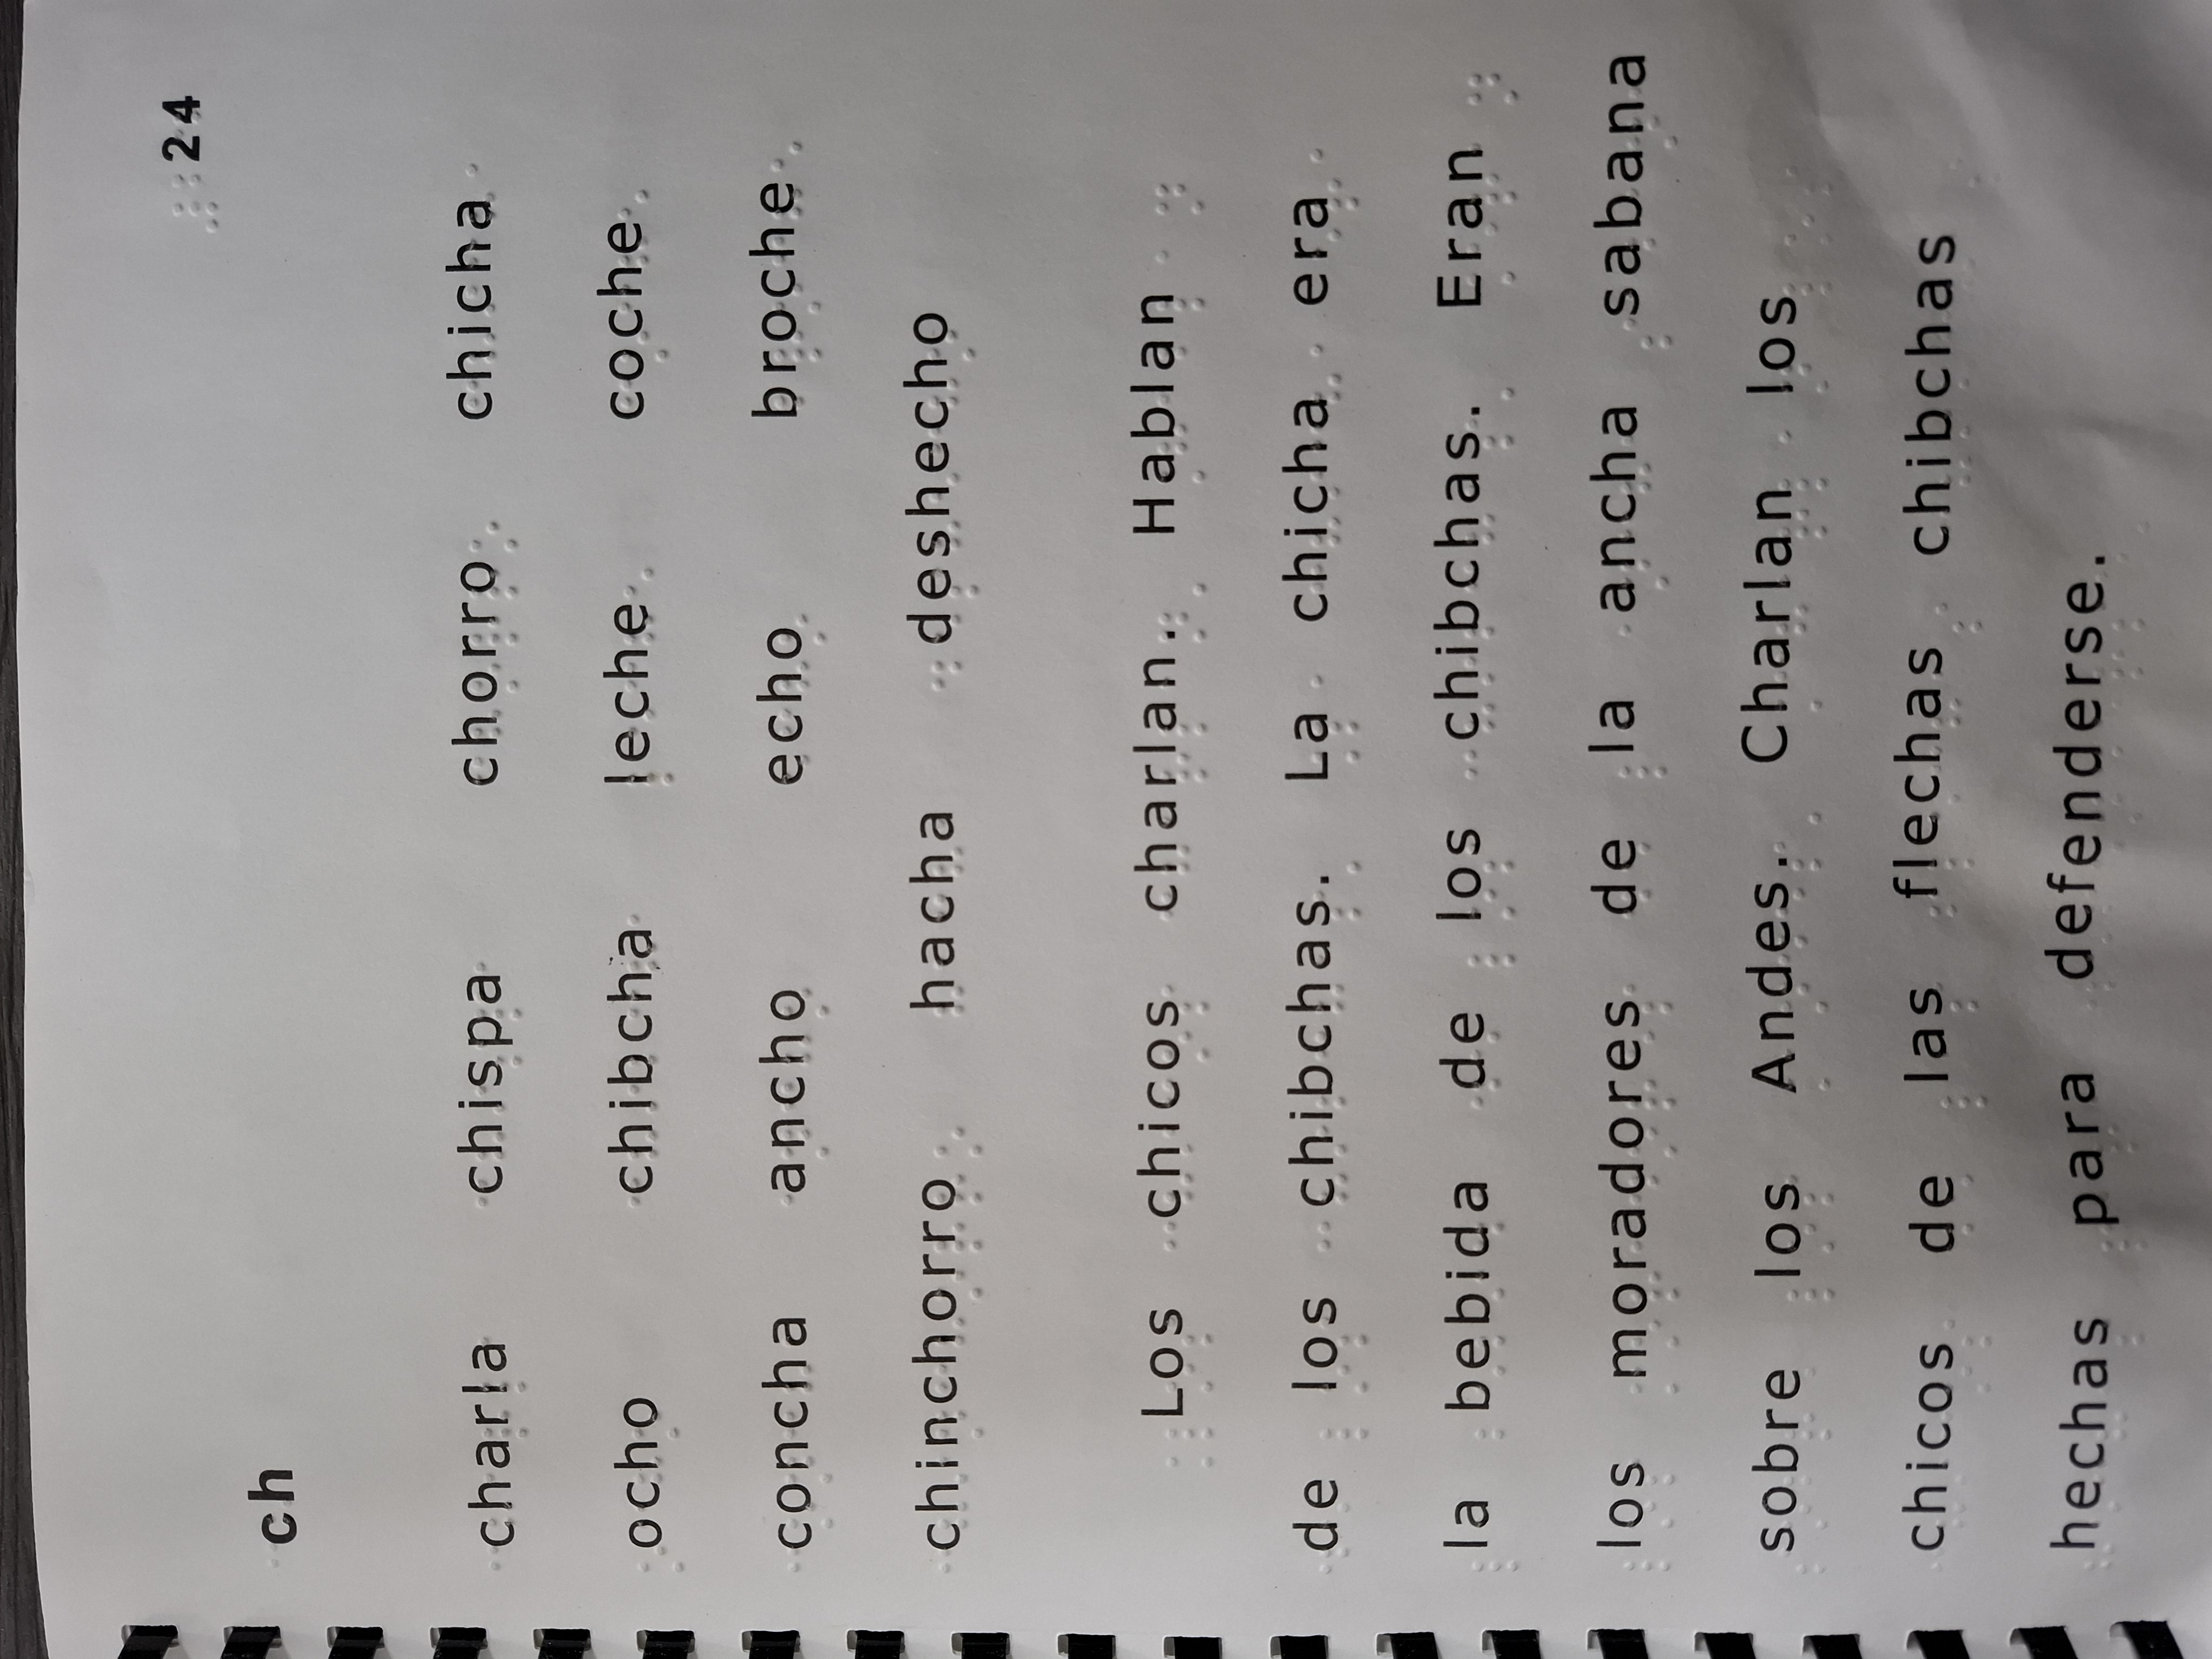 24
ch
charla chispa chorro chicha
ocho chibcha leche coche
concha ancho echo broche
chinchorro hacha deshecho
Los chicos charlan. Hablan
de los chibchas. La chicha era
la bebida de los chibchas. Eran
los moradores de la ancha sabana
sobre los Andes. Charlan los
chicos de las flechas chibchas
hechas para defenderse.